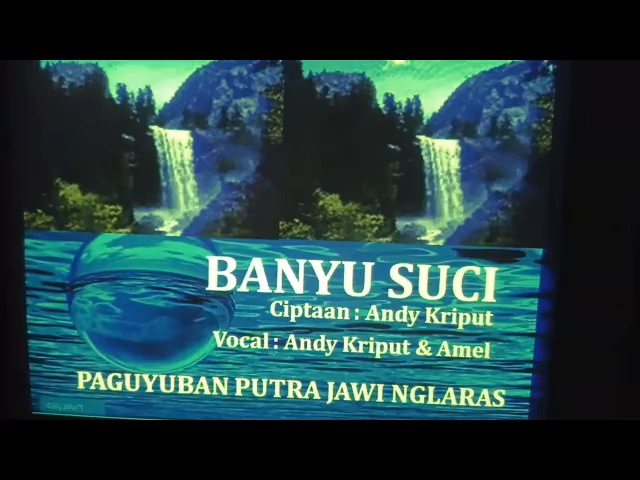 BANYU SUCI
Ciptaan : Andy Kriput
Vocal : Andy Kriput & Amel
PAGUYUBAN PUTRA JAWI NGLARAS